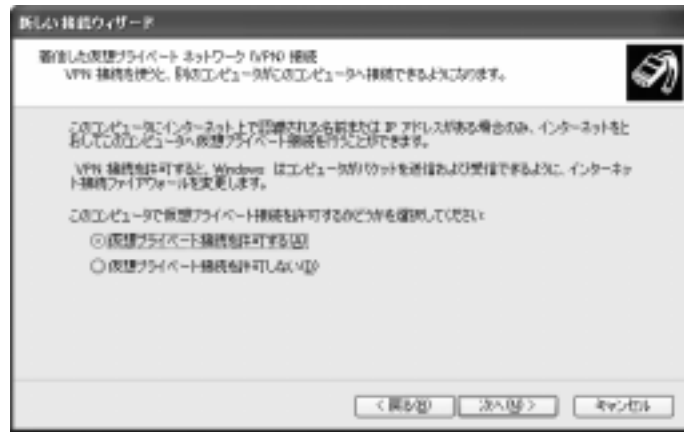 新しい接続ウィザード
着信した仮想プライベート ネットワーク (VPN) 接続
VPN 接続を使うと、別のコンピュータがこのコンピュータへ接続できるようになります。
このコンピュータにインターネット上で認識される名前または IP アドレスがある場合のみ、インターネットをと
おしてこのコンピュータへ仮想プライベート接続を行うことができます。
VPN 接続を許可すると、Windows はコンピュータがパケットを送信および受信できるように、インターネッ
ト接続ファイアウォールを変更します。
このコンピュータで仮想プライベート接続を許可するかどうかを選択してください:
仮想プライベート接続を許可する(A)
仮想プライベート接続を許可しない(D)
< 戻る(B)
次へ(N) >
キャンセル